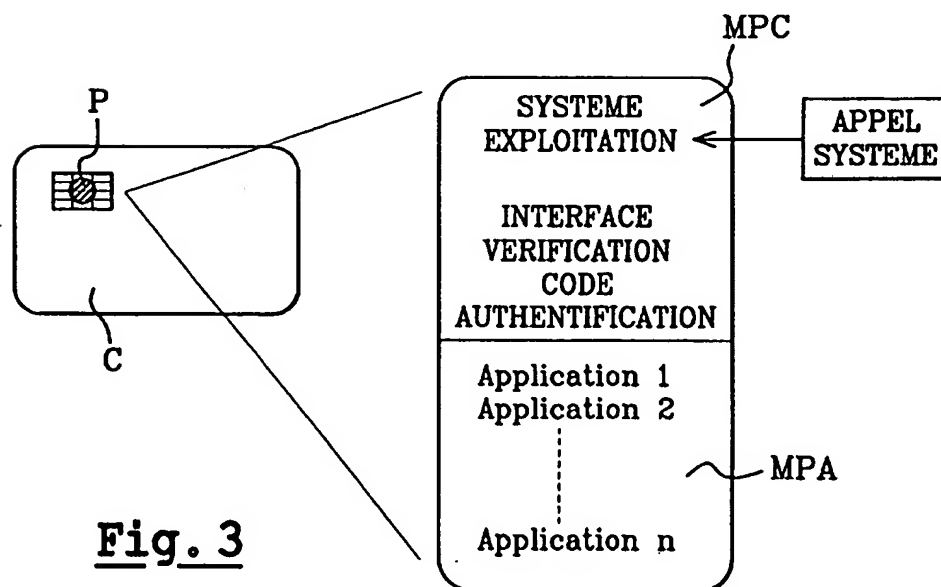 MPC
P
SYSTEME
EXPLOITATION
APPEL
SYSTEME
INTERFACE
VERIFICATION
CODE
AUTHENTIFICATION
C
Application 1
Application 2
MPA
Application n
Fig. 3